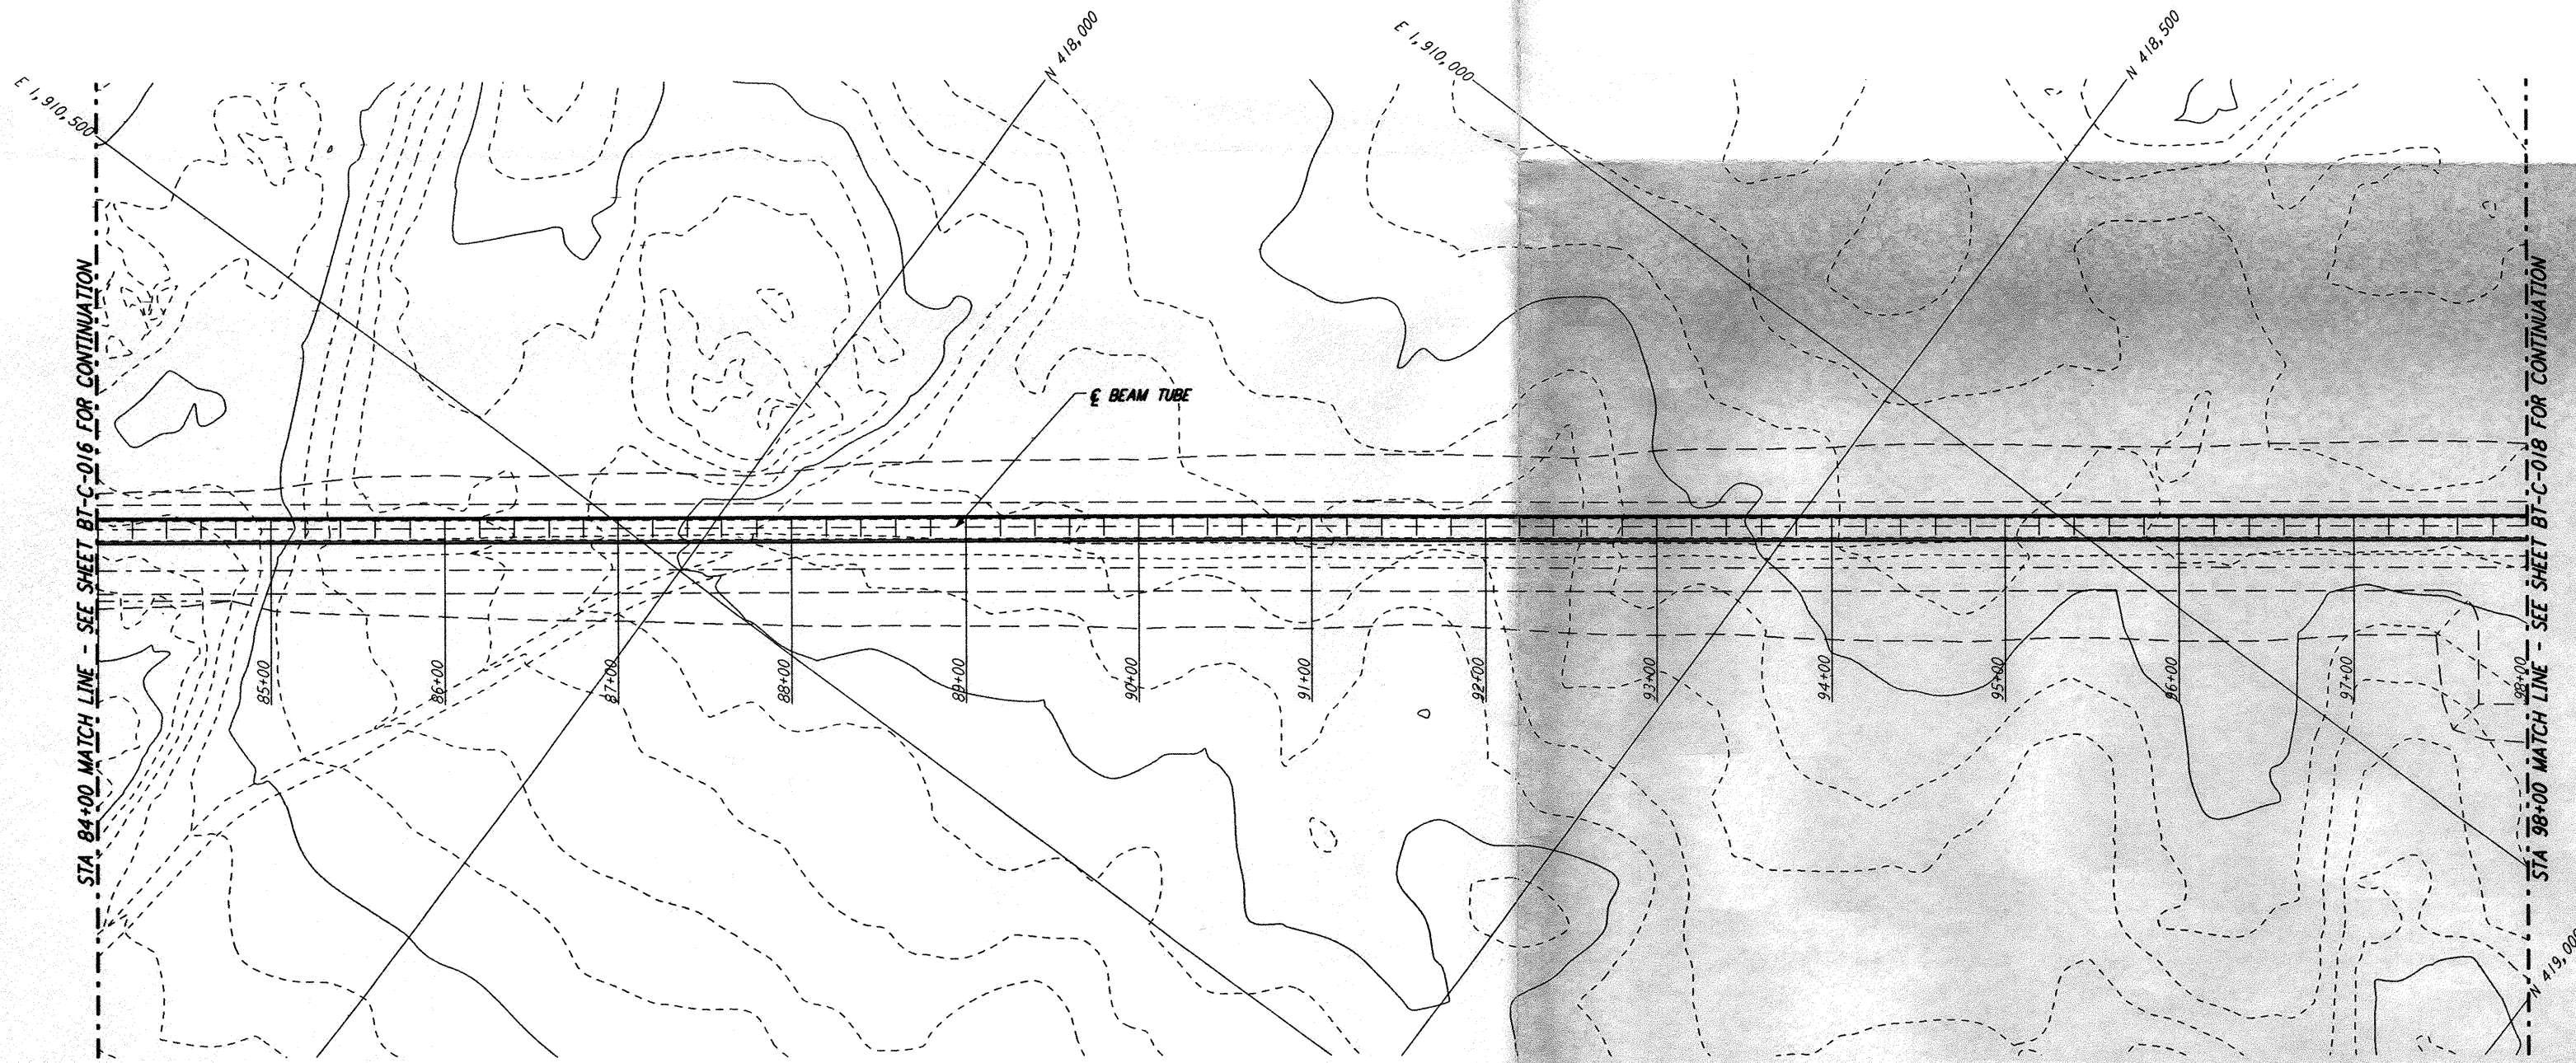 E 1,910,500
N 418,000
E 1,910,000
N 418,500
STA 84+00 MATCH LINE - SEE SHEET BT-C-016 FOR CONTINUATION
℄ BEAM TUBE
85+00
86+00
87+00
88+00
89+00
90+00
91+00
92+00
93+00
94+00
95+00
96+00
97+00
98+00
STA 98+00 MATCH LINE - SEE SHEET BT-C-018 FOR CONTINUATION
N 419,000